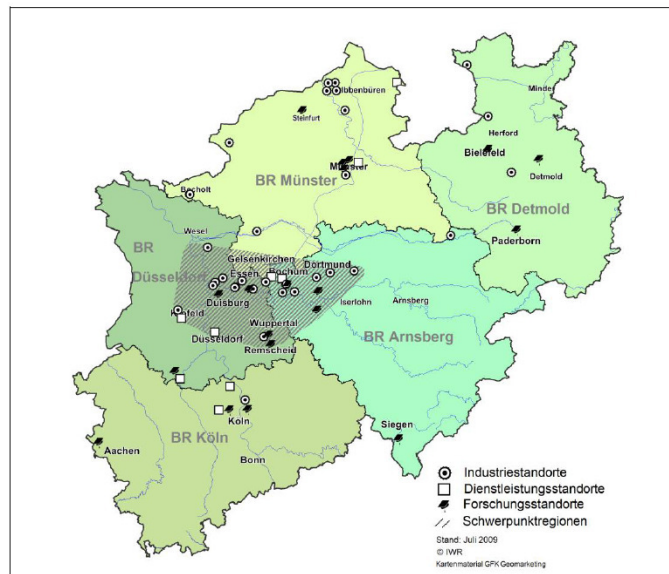 Ibbenbüren
Minden
Steinfurt
Herford
Bielefeld
Münster
Detmold
BR Münster
Bocholt
BR Detmold
Wesel
Paderborn
BR
Gelsenkirchen
Dortmund
Essen
Bochum
Düsseldorf
Duisburg
Iserlohn
Arnsberg
Krefeld
Wuppertal
Düsseldorf
BR Arnsberg
Remscheid
Köln
Siegen
BR Köln
Aachen
Bonn
Industriestandorte
Dienstleistungsstandorte
Forschungsstandorte
Schwerpunktregionen
Stand: Juli 2009
© IWR
Kartenmaterial GFK Geomarketing